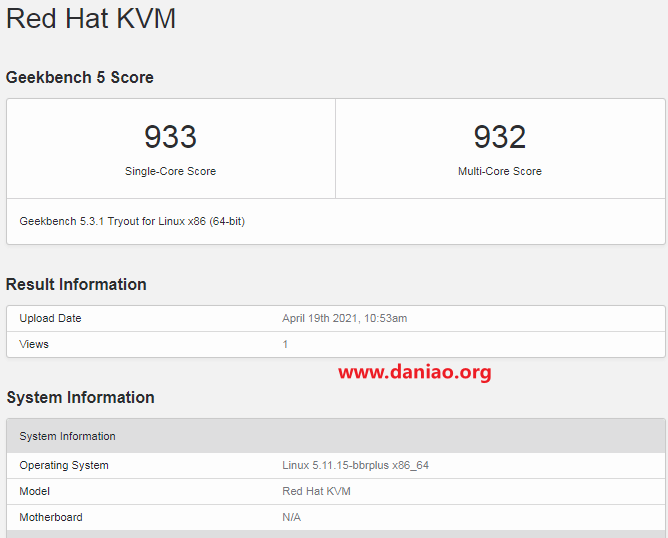 Red Hat KVM
Geekbench 5 Score
933
932
Single-Core Score
Multi-Core Score
Geekbench 5.3.1 Tryout for Linux x86 (64-bit)
Result Information
Upload Date April 19th 2021, 10:53am
Views 1
www.daniao.org
System Information
System Information
Operating System Linux 5.11.15-bbrplus x86_64
Model Red Hat KVM
Motherboard N/A